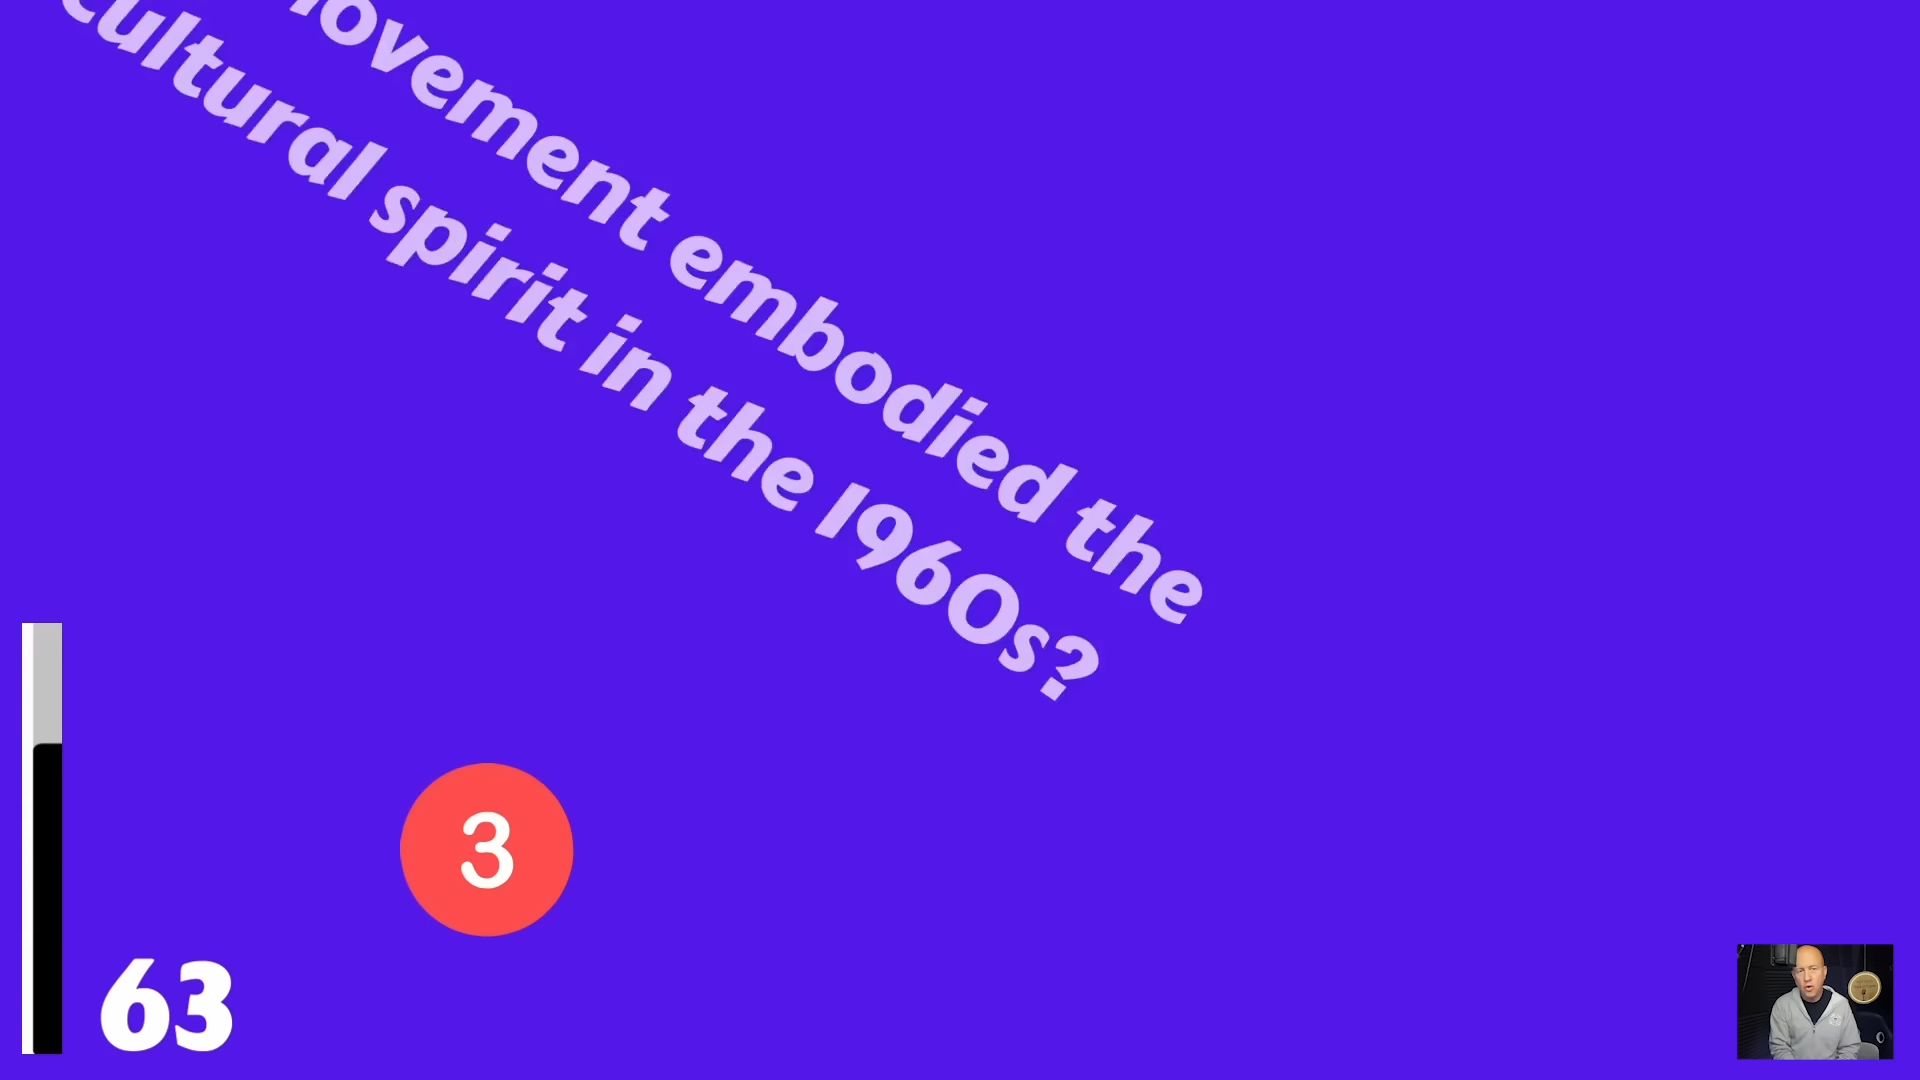 ovement embodied the
cultural spirit in the 1960s?
3
63